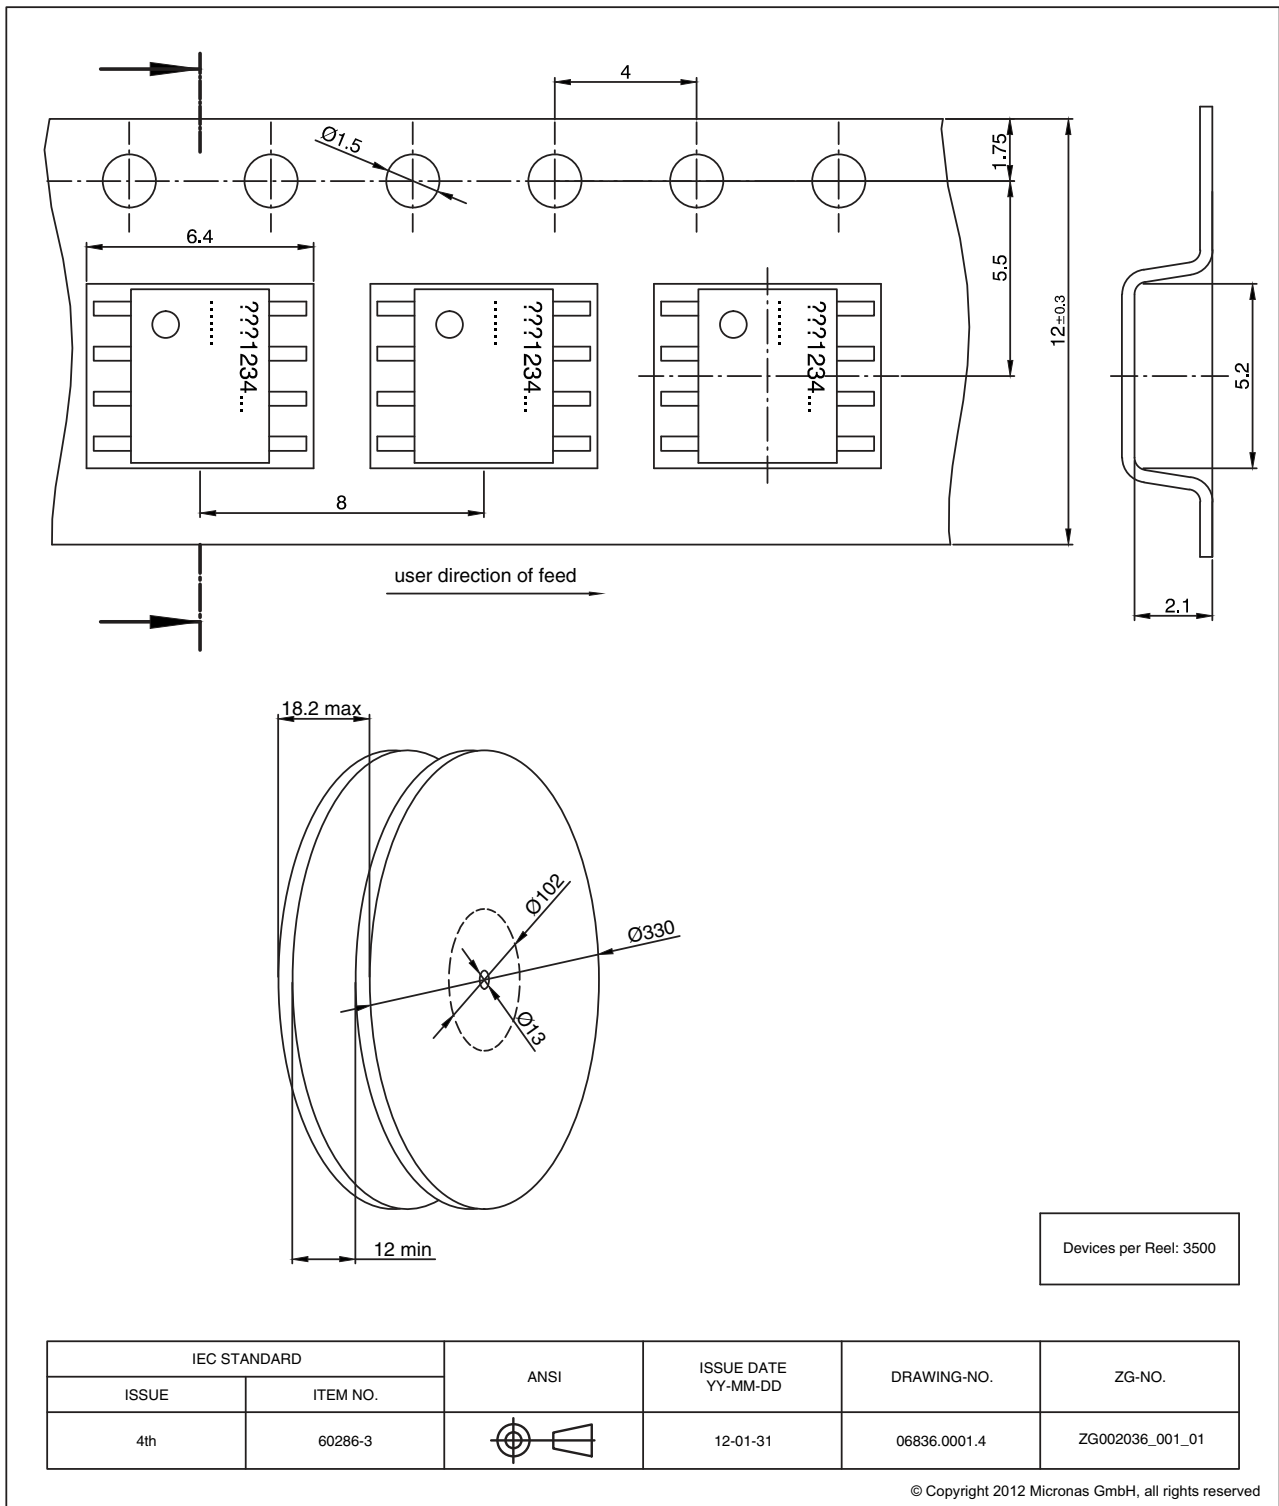 4
Ø1.5
1.75
6.4
5.5
12±0.3
???1234...
......
???1234...
......
???1234...
......
5.2
8
user direction of feed
2.1
18.2 max
Ø102
Ø330
Ø13
12 min
Devices per Reel: 3500
IEC STANDARD
ANSI
ISSUE DATE
YY-MM-DD
DRAWING-NO.
ZG-NO.
ISSUE
ITEM NO.
4th
60286-3
12-01-31
06836.0001.4
ZG002036_001_01
© Copyright 2012 Micronas GmbH, all rights reserved